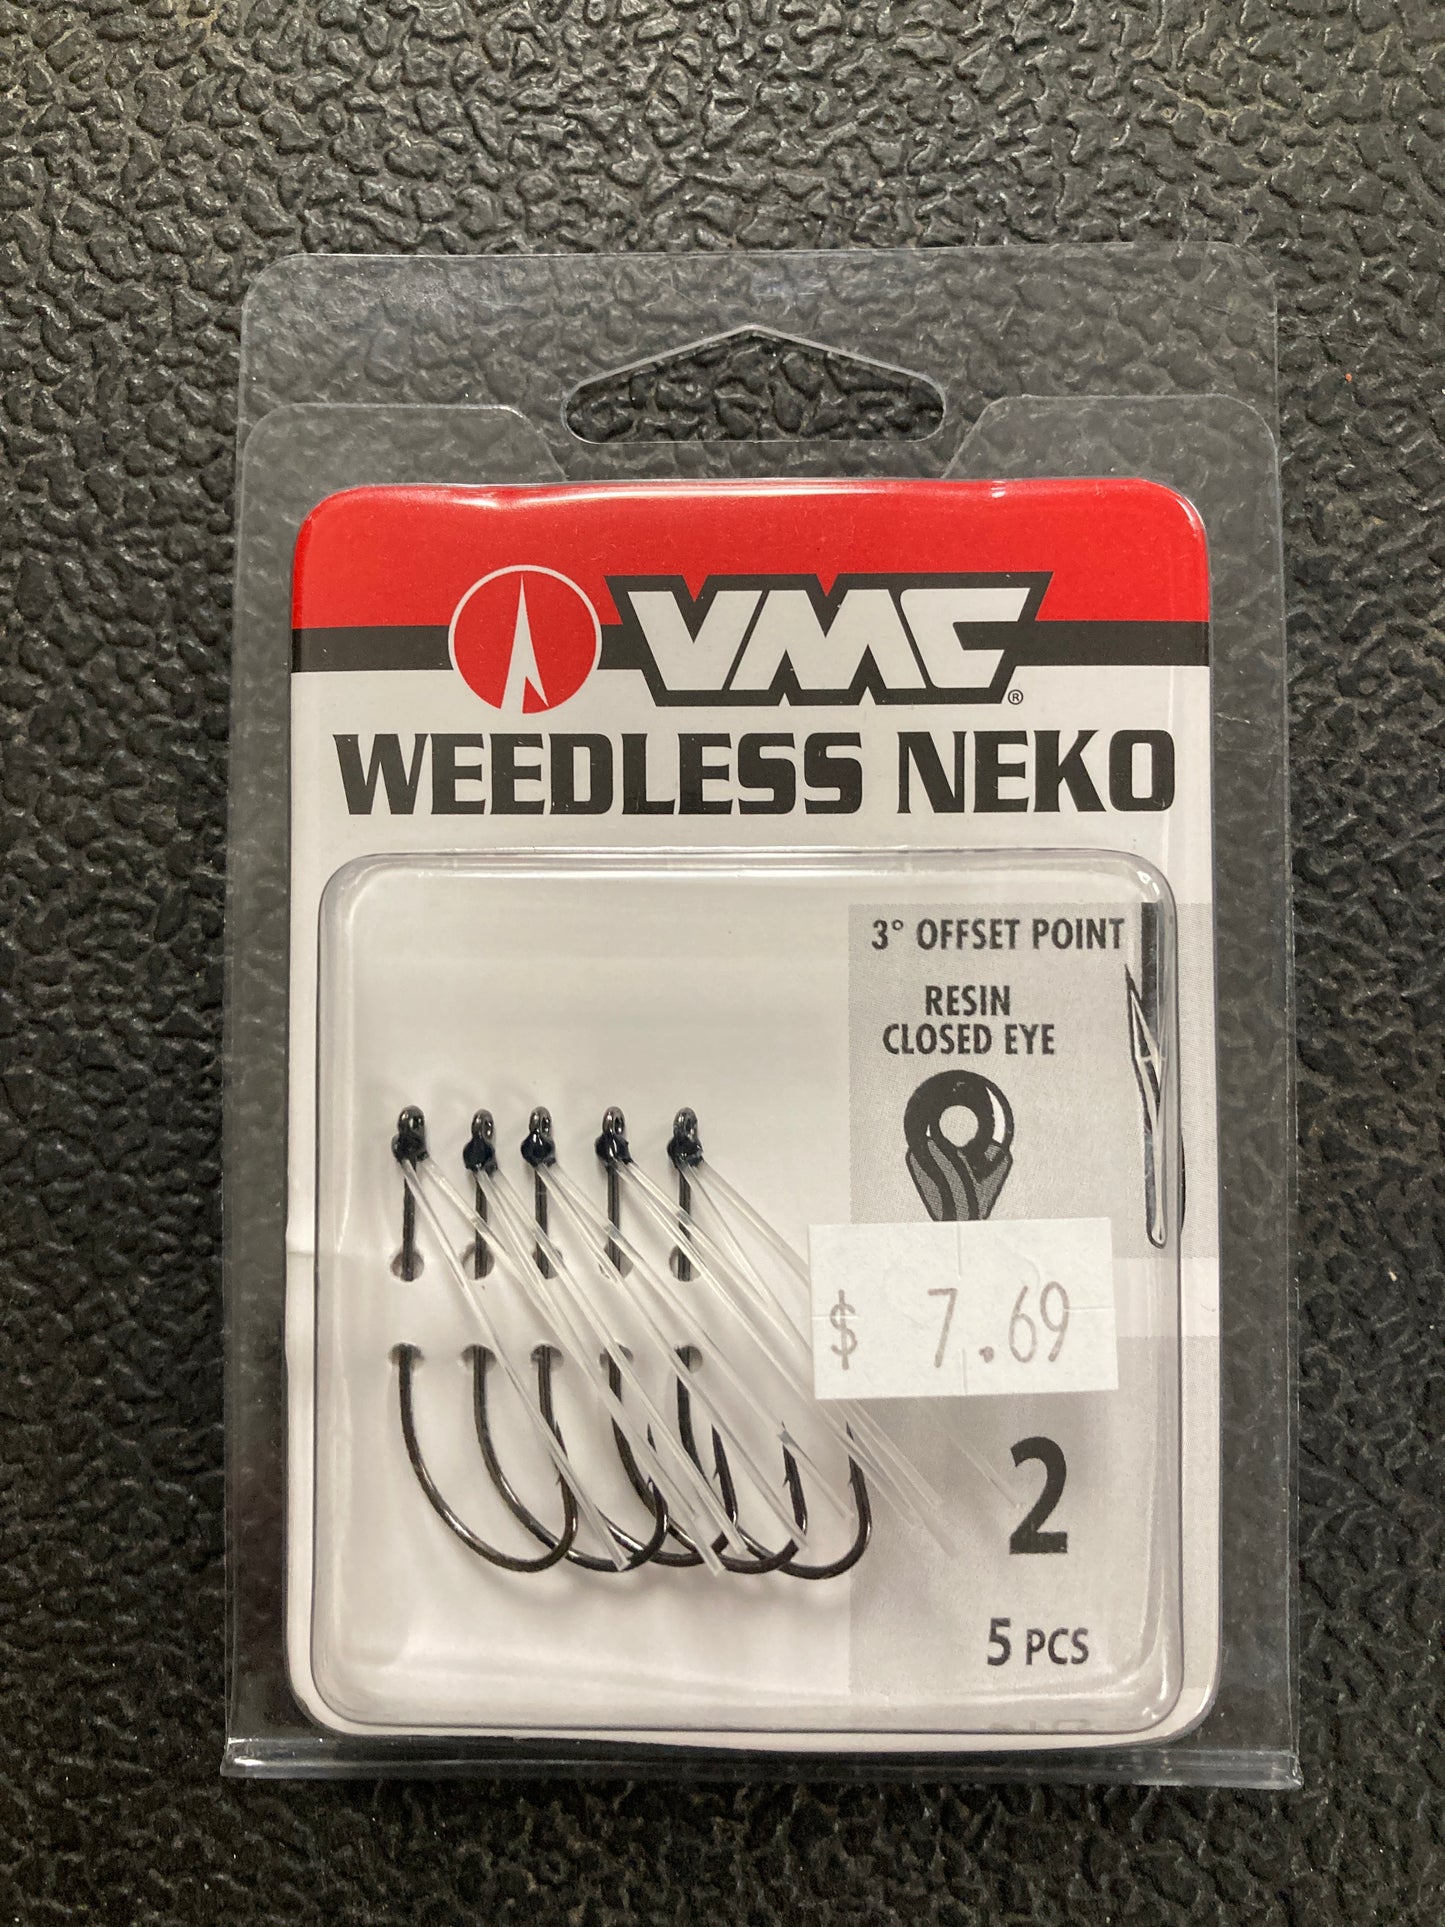 VMC®
WEEDLESS NEKO
3° OFFSET POINT
RESIN
CLOSED EYE
$ 7.69
2
5 PCS